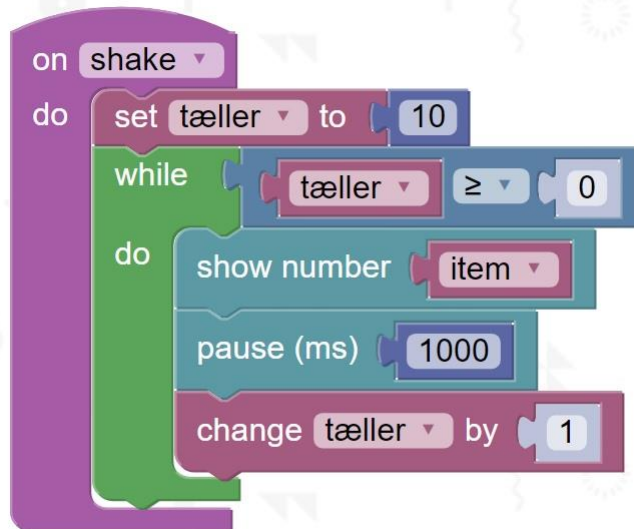 on shake
do set tæller to 10
while tæller ≥ 0
do show number item
pause (ms) 1000
change tæller by 1